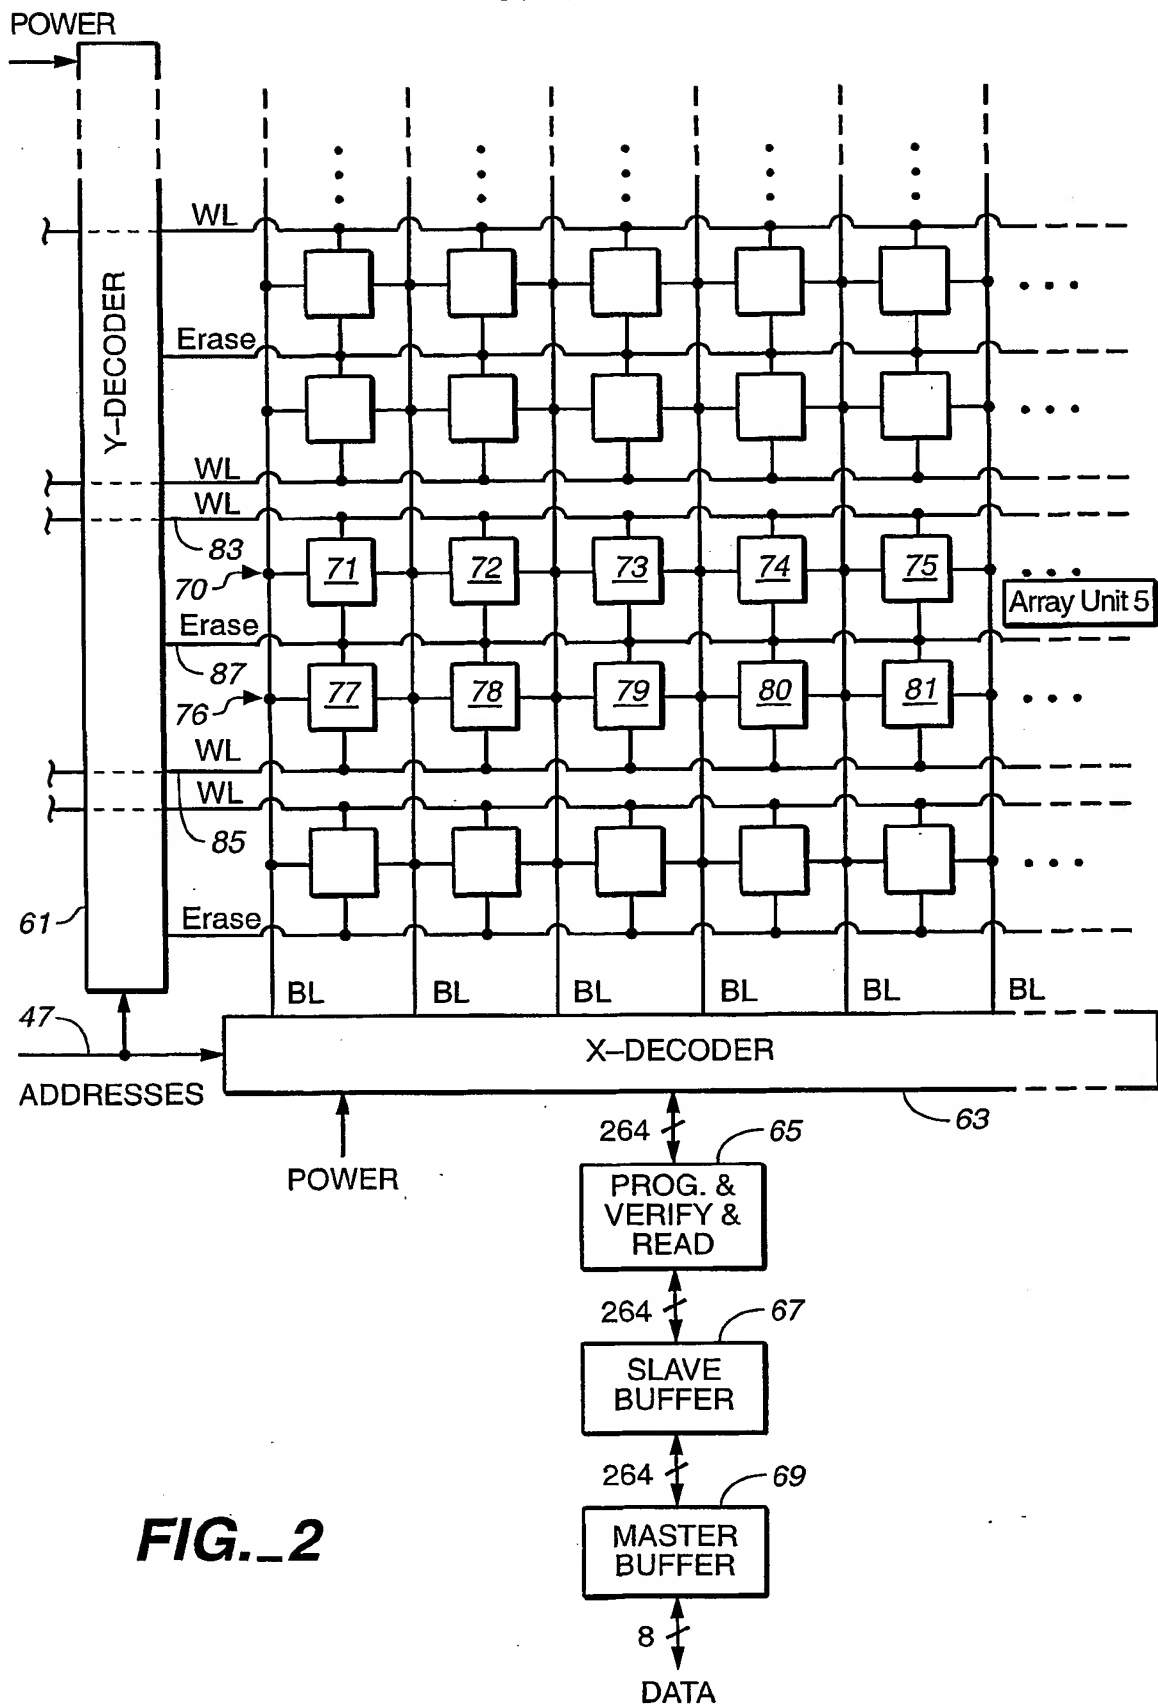 POWER
Y-DECODER
WL
Erase
WL
WL
83
70
71
72
73
74
75
Array Unit 5
Erase
87
76
77
78
79
80
81
WL
WL
85
61
Erase
BL
BL
BL
BL
BL
BL
47
X-DECODER
ADDRESSES
63
POWER
264
65
PROG. &
VERIFY &
READ
264
67
SLAVE
BUFFER
264
69
MASTER
BUFFER
8
DATA
FIG._2